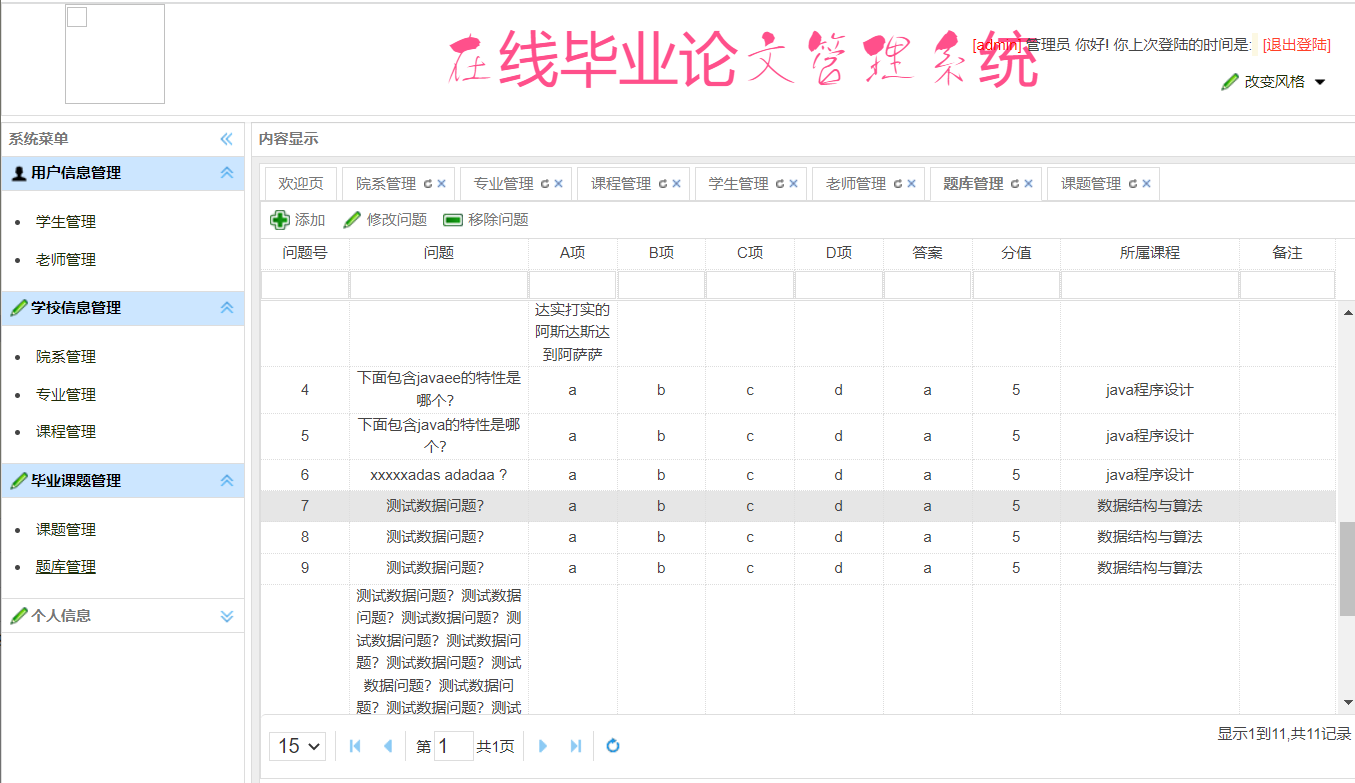 在线毕业论文管理系统
[admin] 管理员 你好! 你上次登陆的时间是: [退出登陆]
改变风格
系统菜单
用户信息管理
学生管理
老师管理
学校信息管理
院系管理
专业管理
课程管理
毕业课题管理
课题管理
题库管理
个人信息
内容显示
欢迎页 院系管理 专业管理 课程管理 学生管理 老师管理 题库管理 课题管理
添加 修改问题 移除问题
问题号 问题 A项 B项 C项 D项 答案 分值 所属课程 备注
达实打实的
阿斯达斯达
到阿萨萨
4 下面包含javaee的特性是 a b c d a 5 java程序设计
哪个?
5 下面包含java的特性是哪 a b c d a 5 java程序设计
个?
6 xxxxxadas adadaa ? a b c d a 5 java程序设计
7 测试数据问题? a b c d a 5 数据结构与算法
8 测试数据问题? a b c d a 5 数据结构与算法
9 测试数据问题? a b c d a 5 数据结构与算法
测试数据问题? 测试数据
问题? 测试数据问题? 测
试数据问题? 测试数据问
题? 测试数据问题? 测试
数据问题? 测试数据问
题? 测试数据问题? 测试
15 第 1 共1页
显示1到11,共11记录